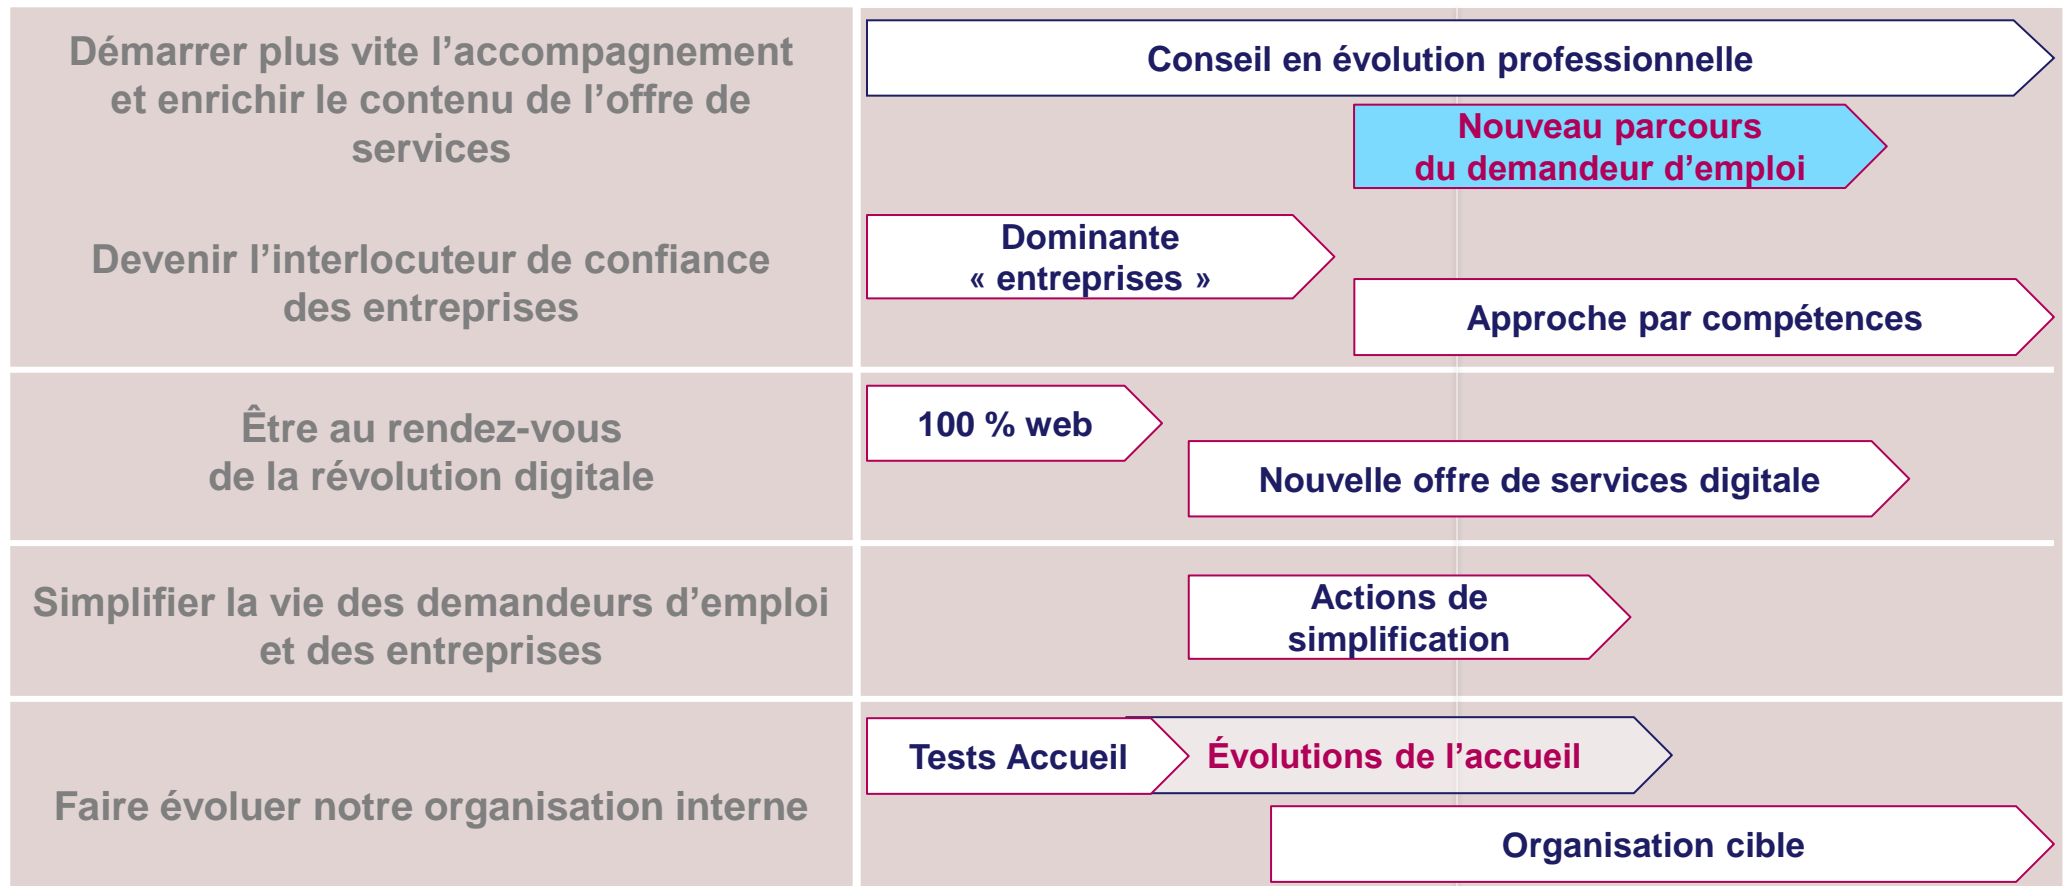 Démarrer plus vite l’accompagnement
et enrichir le contenu de l’offre de
services
Conseil en évolution professionnelle
Nouveau parcours
du demandeur d’emploi
Devenir l’interlocuteur de confiance
des entreprises
Dominante
« entreprises »
Approche par compétences
Être au rendez-vous
de la révolution digitale
100 % web
Nouvelle offre de services digitale
Simplifier la vie des demandeurs d’emploi
et des entreprises
Actions de
simplification
Faire évoluer notre organisation interne
Tests Accueil
Évolutions de l’accueil
Organisation cible